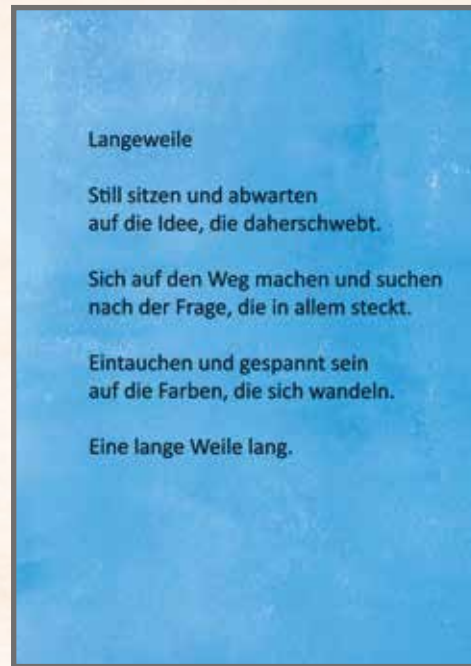 Langeweile
Still sitzen und abwarten
auf die Idee, die daherschwebt.
Sich auf den Weg machen und suchen
nach der Frage, die in allem steckt.
Eintauchen und gespannt sein
auf die Farben, die sich wandeln.
Eine lange Weile lang.